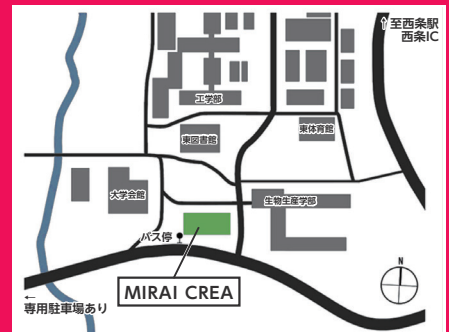 ↑至西条駅
西条IC
工学部
東図書館
東体育館
大学会館
生物生産学部
バス停
MIRAI CREA
N
←
専用駐車場あり